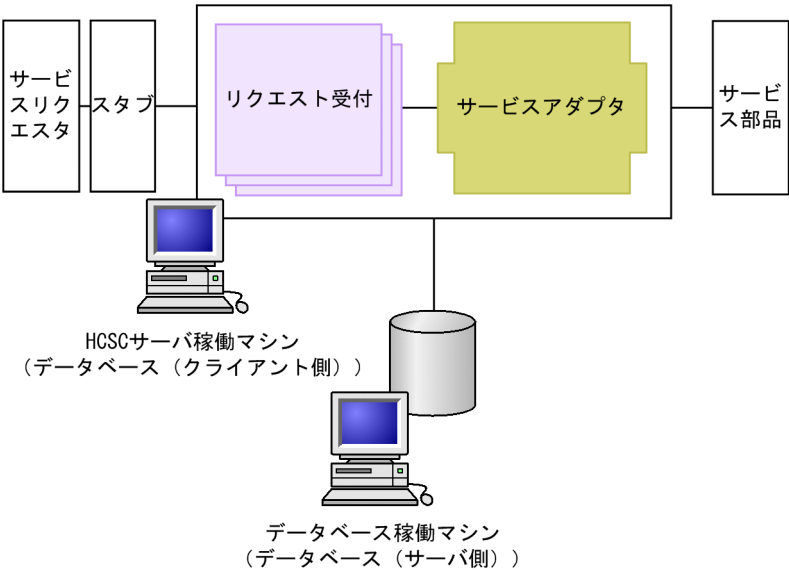 サービ
スリク
エスタ
スタブ
リクエスト受付
サービスアダプタ
サービ
ス部品
HCSCサーバ稼働マシン
（データベース（クライアント側））
データベース稼働マシン
（データベース（サーバ側））